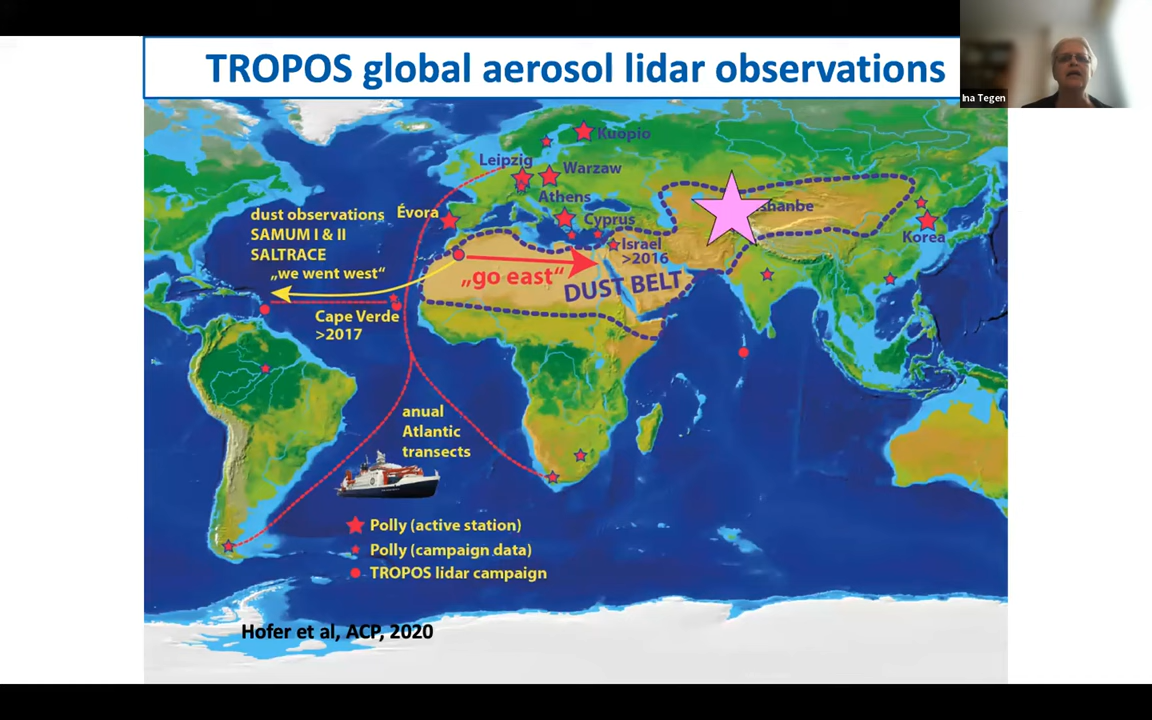 TROPOS global aerosol lidar observations
Ina Tegen
Kuopio
Leipzig
Warzaw
Athens
Évora
Cyprus
dust observations
SAMUM I & II
SALTRACE
„we went west“
Israel
>2016
Korea
„go east“
DUST BELT
Cape Verde
>2017
anual
Atlantic
transects
Polly (active station)
Polly (campaign data)
TROPOS lidar campaign
Hofer et al, ACP, 2020